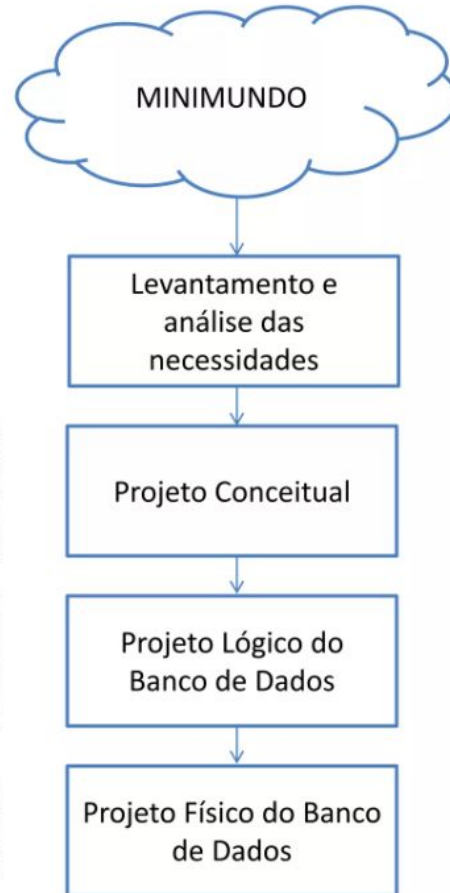 MINIMUNDO
Levantamento e
análise das
necessidades
Projeto Conceitual
Projeto Lógico do
Banco de Dados
Projeto Físico do Banco
de Dados